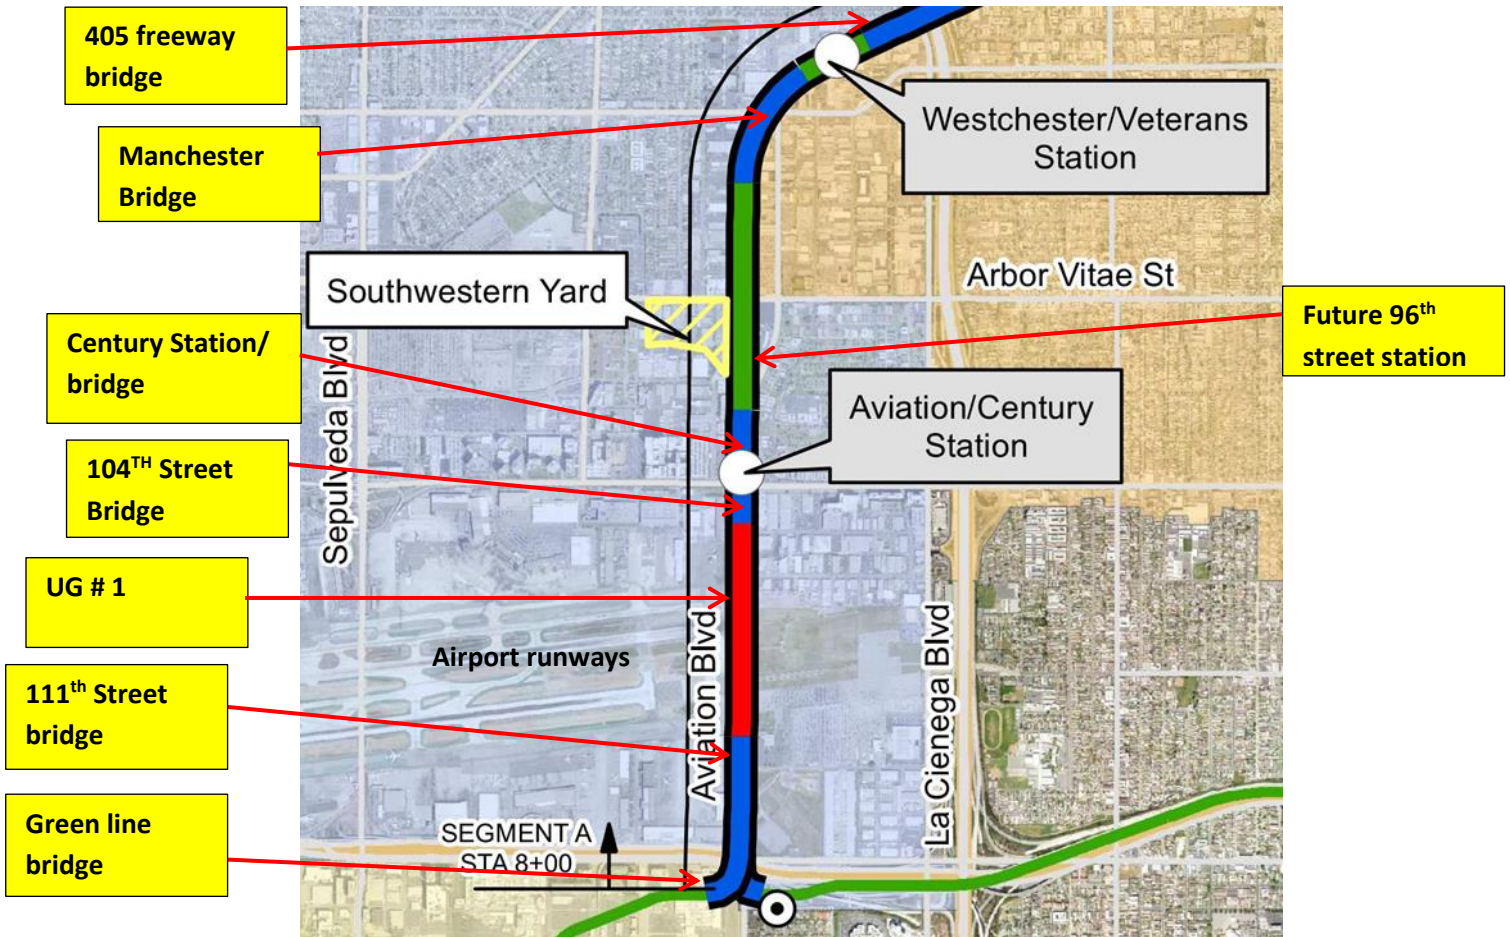 405 freeway
bridge
Manchester
Bridge
Westchester/Veterans
Station
Southwestern Yard
Arbor Vitae St
Future 96th
street station
Century Station/
bridge
Sepulveda Blvd
Aviation/Century
Station
104TH Street
Bridge
UG # 1
Airport runways
Aviation Blvd
La Cienega Blvd
111th Street
bridge
Green line
bridge
SEGMENT A
STA 8+00